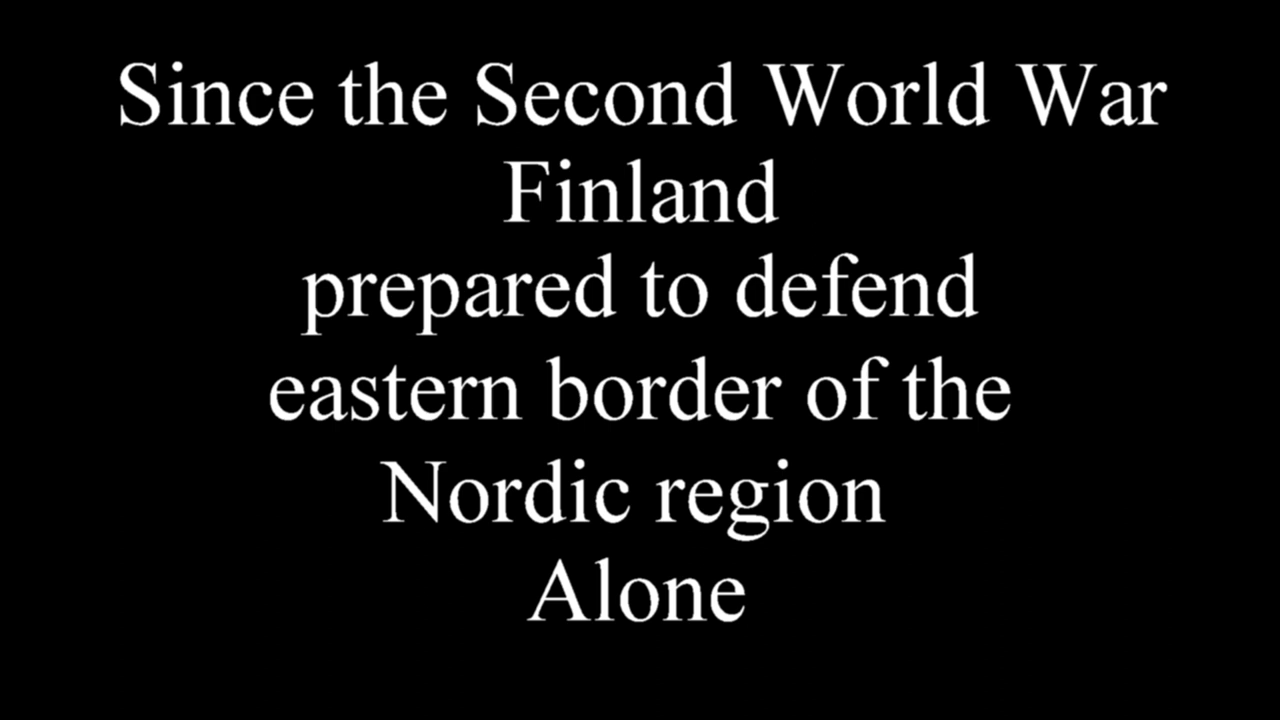 Since the Second World War
Finland
prepared to defend
eastern border of the
Nordic region
Alone